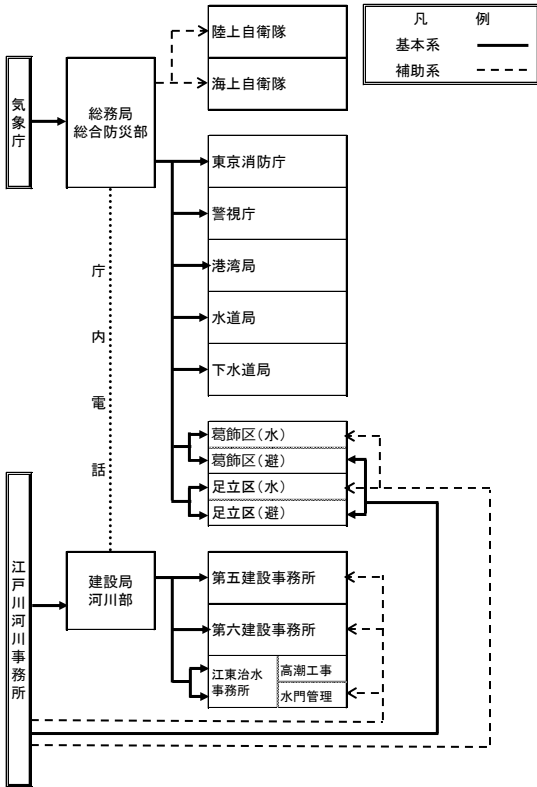 陸上自衛隊
海上自衛隊
凡 例
基本系
補助系
気象庁
総務局
総合防災部
東京消防庁
警視庁
港湾局
水道局
下水道局
庁内電話
葛飾区(水)
葛飾区(避)
足立区(水)
足立区(避)
江戸川河川事務所
建設局
河川部
第五建設事務所
第六建設事務所
江東治水
事務所
高潮工事
水門管理